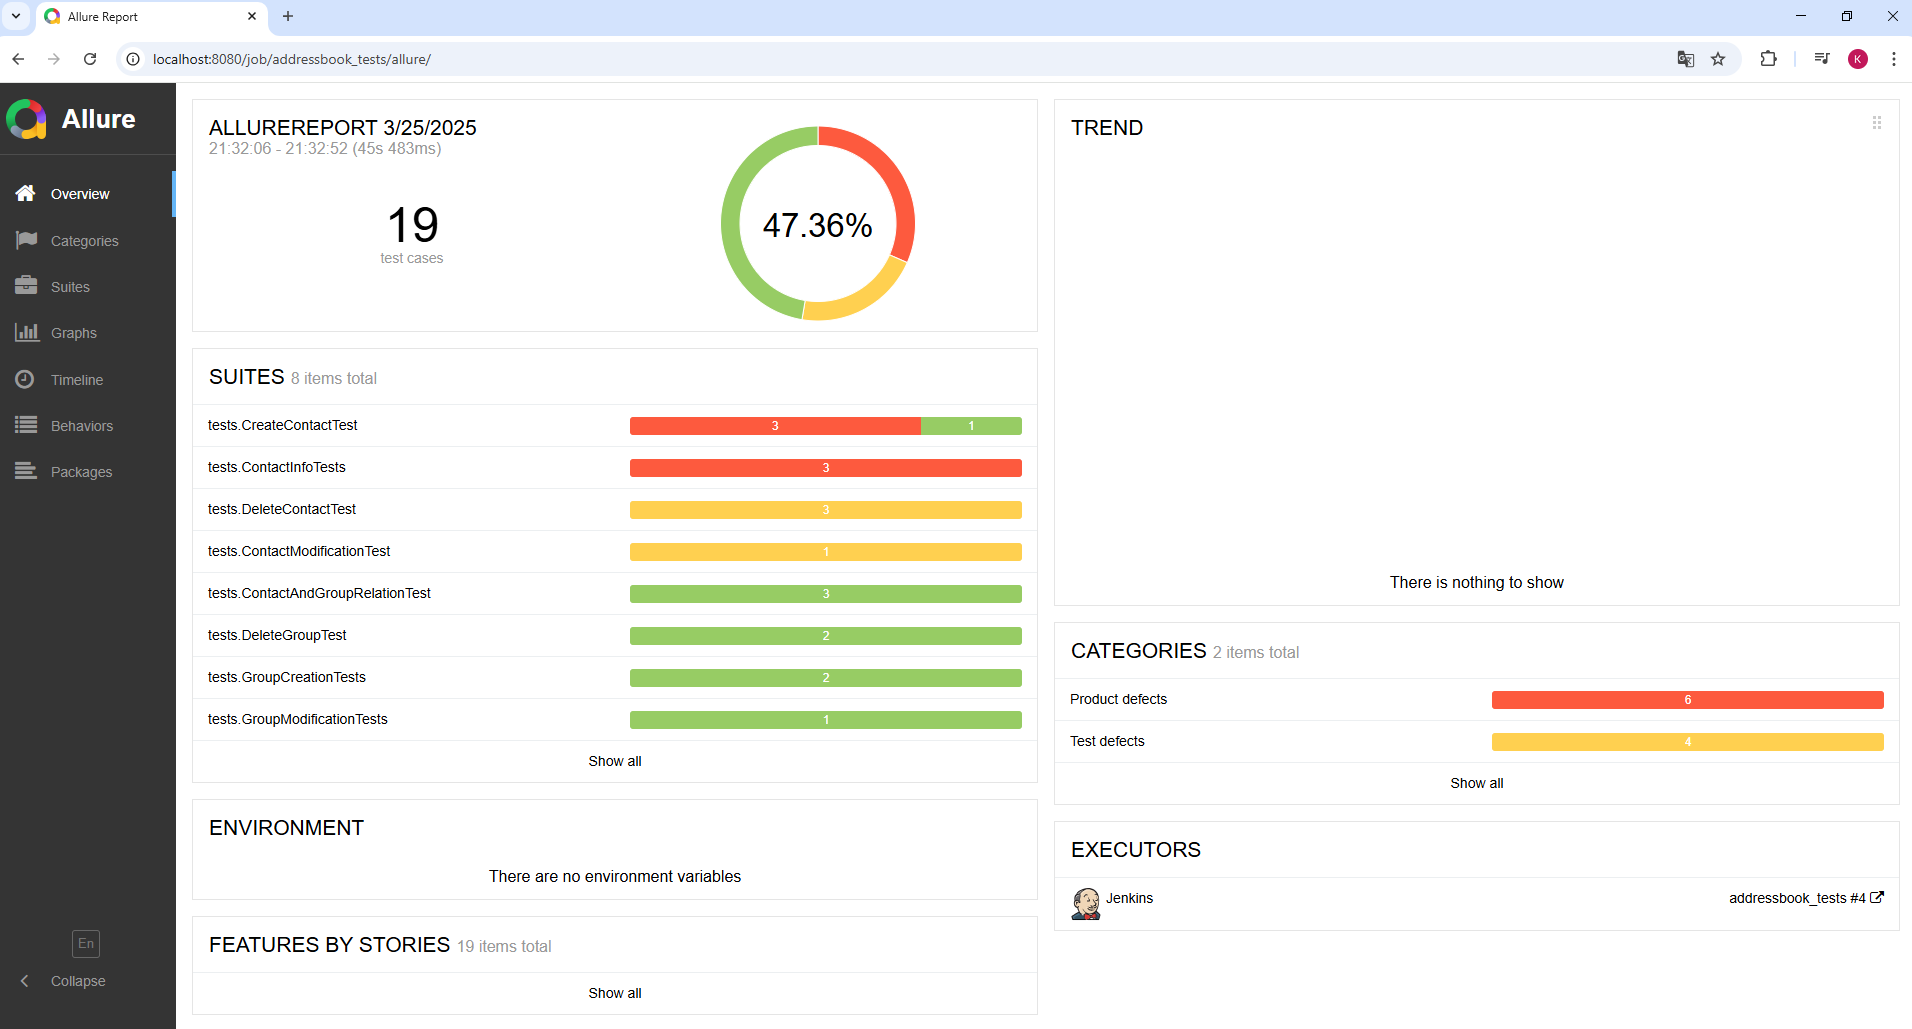 Allure Report
localhost:8080/job/addressbook_tests/allure/
K
Allure
Overview
Categories
Suites
Graphs
Timeline
Behaviors
Packages
En
Collapse
ALLUREREPORT 3/25/2025
21:32:06 - 21:32:52 (45s 483ms)
19
test cases
47.36%
SUITES 8 items total
tests.CreateContactTest 3 1
tests.ContactInfoTests 3
tests.DeleteContactTest 3
tests.ContactModificationTest 1
tests.ContactAndGroupRelationTest 3
tests.DeleteGroupTest 2
tests.GroupCreationTests 2
tests.GroupModificationTests 1
Show all
ENVIRONMENT
There are no environment variables
FEATURES BY STORIES 19 items total
Show all
TREND
There is nothing to show
CATEGORIES 2 items total
Product defects 6
Test defects 4
Show all
EXECUTORS
Jenkins addressbook_tests #4